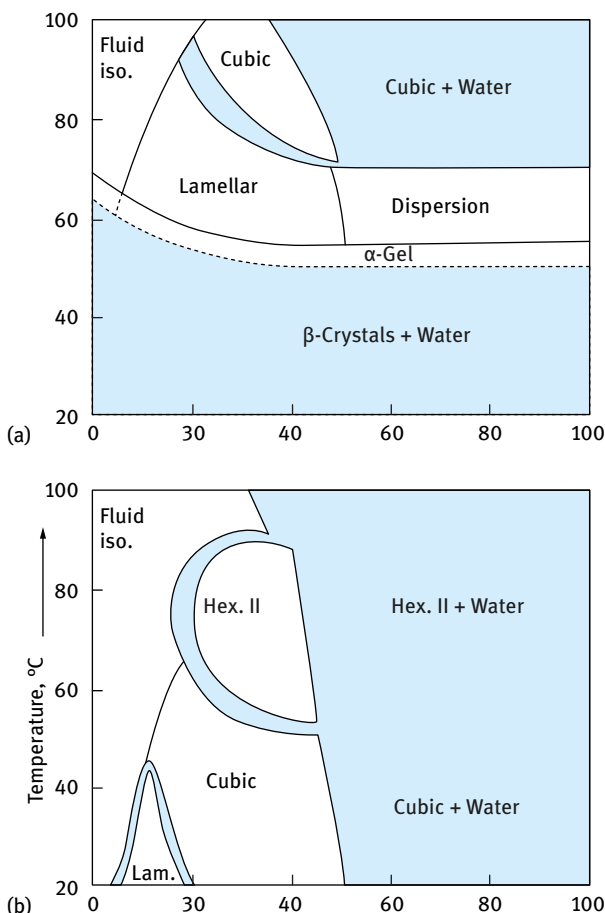 100
80
60
40
20
Fluid
iso.
Cubic
Cubic + Water
Lamellar
Dispersion
α-Gel
β-Crystals + Water
(a)
0
30
40
60
80
100
Temperature, ºC
100
80
60
40
20
Fluid
iso.
Hex. II
Hex. II + Water
Cubic
Cubic + Water
Lam.
(b)
0
30
40
60
80
100